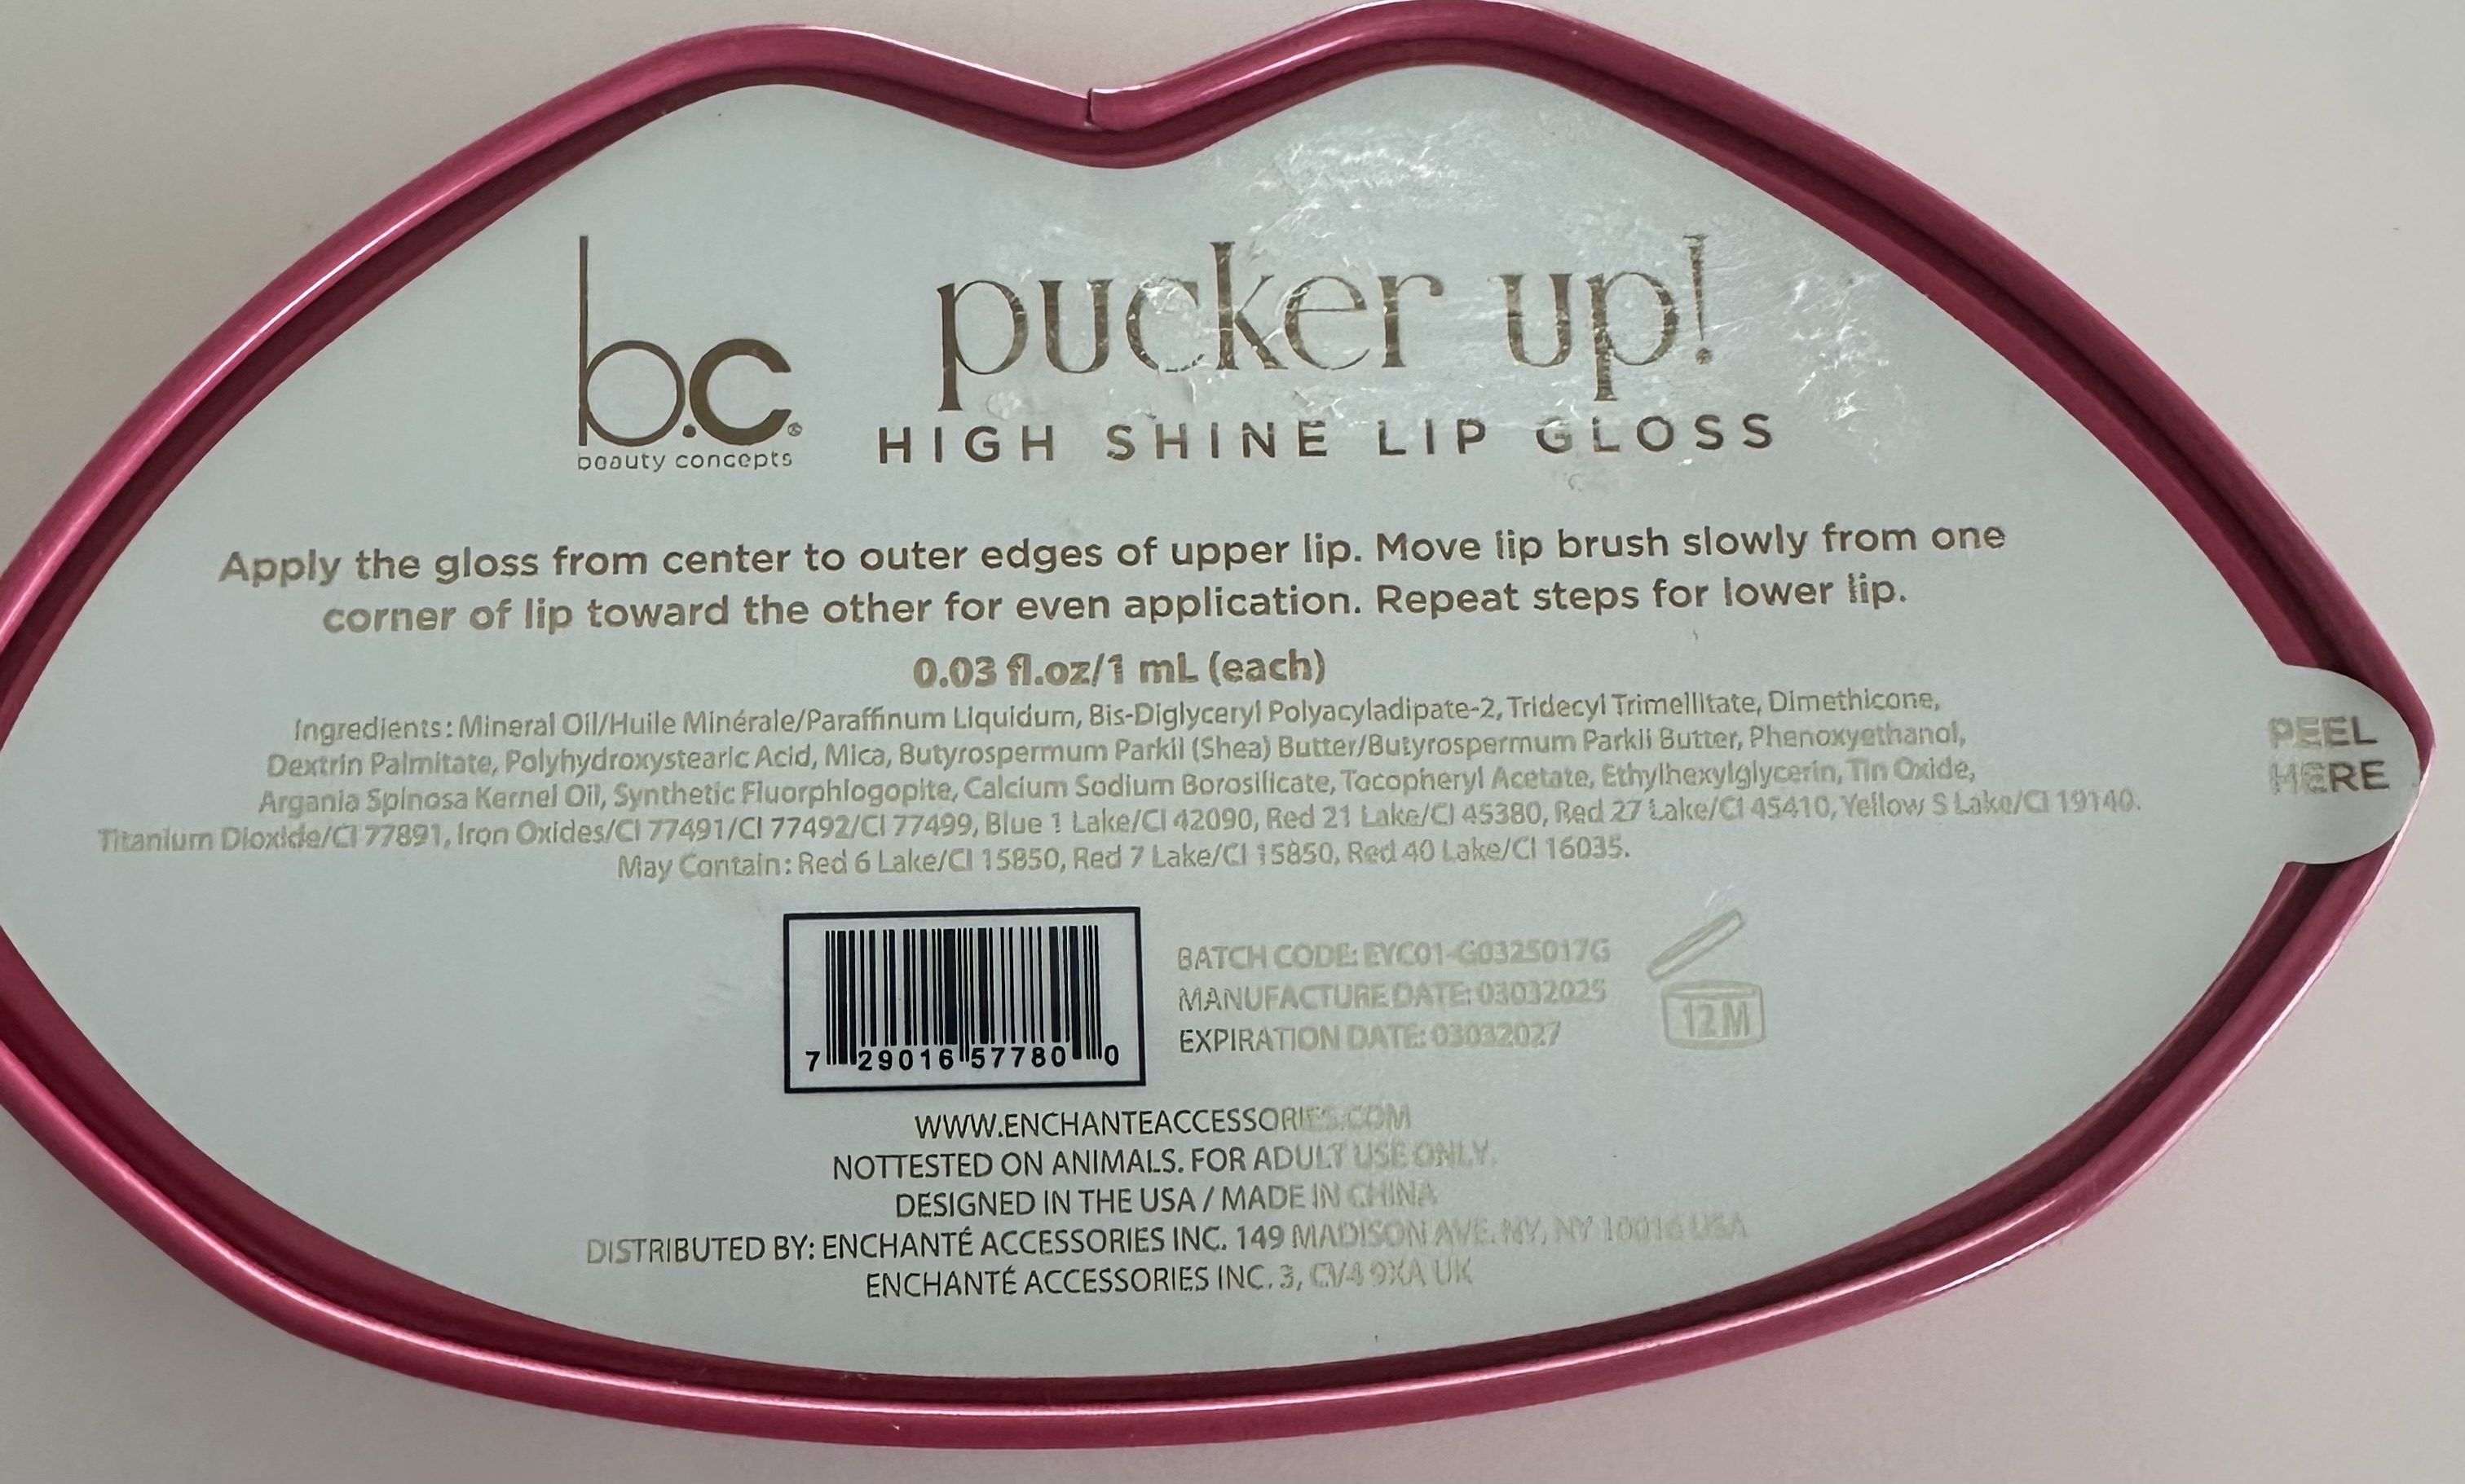 b.c.®
beauty concepts
pucker up!
HIGH SHINE LIP GLOSS
Apply the gloss from center to outer edges of upper lip. Move lip brush slowly from one
corner of lip toward the other for even application. Repeat steps for lower lip.
0.03 fl.oz/1 mL (each)
Ingredients: Mineral Oil/Huile Minérale/Paraffinum Liquidum, Bis-Diglyceryl Polyacyladipate-2, Tridecyl Trimellitate, Dimethicone,
Dextrin Palmitate, Polyhydroxystearic Acid, Mica, Butyrospermum Parkii (Shea) Butter/Butyrospermum Parkii Butter, Phenoxyethanol,
Argania Spinosa Kernel Oil, Synthetic Fluorphlogopite, Calcium Sodium Borosilicate, Tocopheryl Acetate, Ethylhexylglycerin, Tin Oxide,
Titanium Dioxide/CI 77891, Iron Oxides/CI 77491/CI 77492/CI 77499, Blue 1 Lake/CI 42090, Red 21 Lake/CI 45380, Red 27 Lake/CI 45410, Yellow 5 Lake/CI 19140.
May Contain: Red 6 Lake/CI 15850, Red 7 Lake/CI 15850, Red 40 Lake/CI 16035.
PEEL
HERE
7 29016 57780 0
BATCH CODE: EYC01-G0325017G
MANUFACTURE DATE: 03032025
EXPIRATION DATE: 03032027
12 M
WWW.ENCHANTEACCESSORIES.COM
NOT TESTED ON ANIMALS. FOR ADULT USE ONLY.
DESIGNED IN THE USA / MADE IN CHINA
DISTRIBUTED BY: ENCHANTÉ ACCESSORIES INC. 149 MADISON AVE. NY, NY 10016 USA
ENCHANTÉ ACCESSORIES INC. 3, CV4 9XA UK